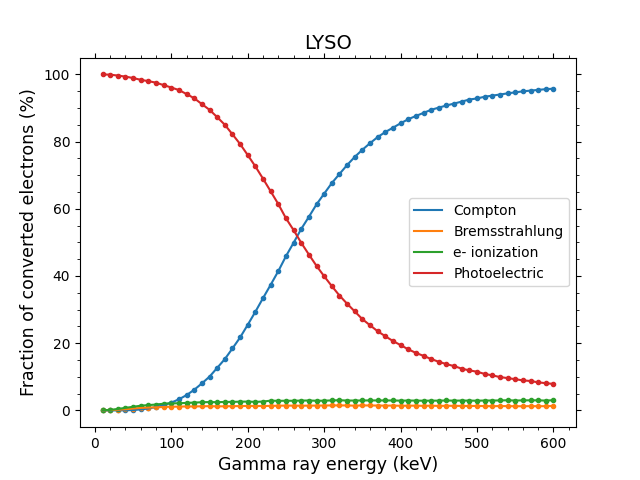 LYSO
Fraction of converted electrons (%)
100
80
60
40
20
0
Compton
Bremsstrahlung
e- ionization
Photoelectric
0 100 200 300 400 500 600
Gamma ray energy (keV)